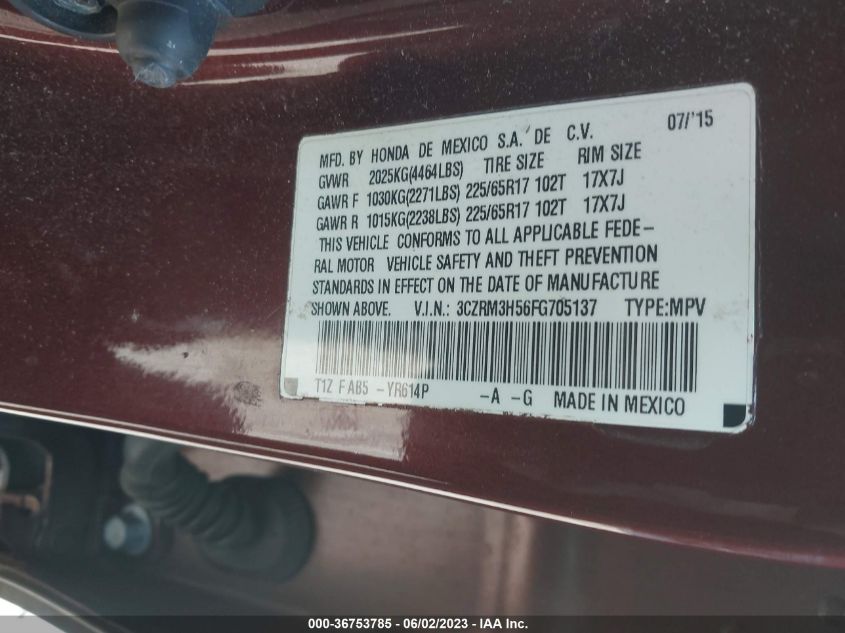 07/'15
MFD. BY HONDA DE MEXICO S.A. DE C.V.
GVWR 2025KG(4464LBS) TIRE SIZE RIM SIZE
GAWR F 1030KG(2271LBS) 225/65R17 102T 17X7J
GAWR R 1015KG(2238LBS) 225/65R17 102T 17X7J
THIS VEHICLE CONFORMS TO ALL APPLICABLE FEDE-
RAL MOTOR VEHICLE SAFETY AND THEFT PREVENTION
STANDARDS IN EFFECT ON THE DATE OF MANUFACTURE
SHOWN ABOVE. V.I.N.: 3CZRM3H56FG705137 TYPE:MPV
T1Z F AB5 -YR614P -A -G MADE IN MEXICO
000-36753785 - 06/02/2023 - IAA Inc.